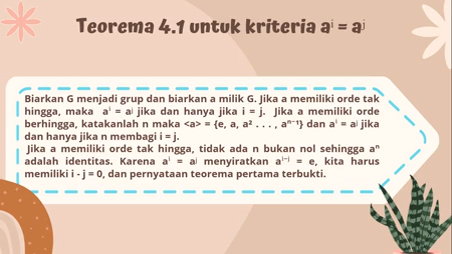 Teorema 4.1 untuk kriteria aⁱ = aʲ
Biarkan G menjadi grup dan biarkan a milik G. Jika a memiliki orde tak
hingga, maka aⁱ = aʲ jika dan hanya jika i = j. Jika a memiliki orde
berhingga, katakanlah n maka <a> = {e, a, a² . . . , aⁿ⁻¹} dan aⁱ = aʲ jika
dan hanya jika n membagi i = j.
Jika a memiliki orde tak hingga, tidak ada n bukan nol sehingga aⁿ
adalah identitas. Karena aⁱ = aʲ menyiratkan aⁱ⁻ⁱ = e, kita harus
memiliki i - j = 0, dan pernyataan teorema pertama terbukti.